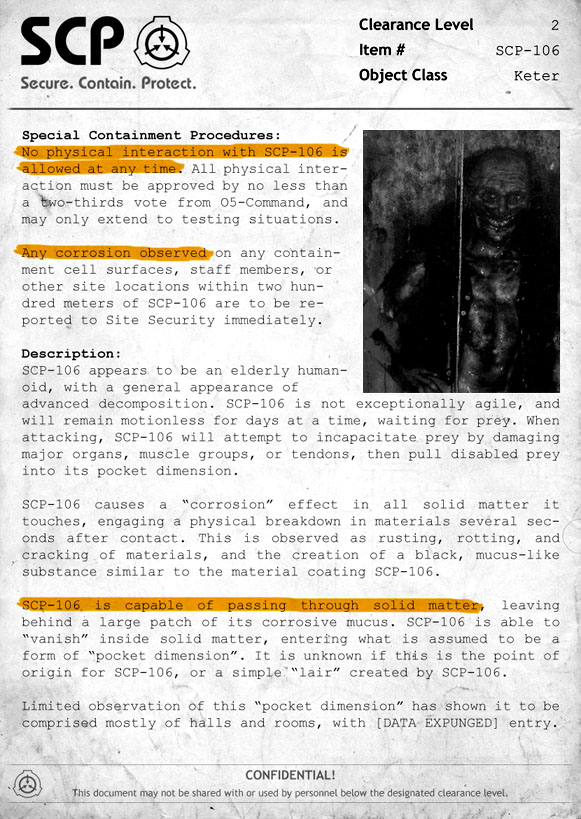 SCP
Secure. Contain. Protect.
Clearance Level 2
Item # SCP-106
Object Class Keter
Special Containment Procedures:
No physical interaction with SCP-106 is
allowed at any time. All physical inter-
action must be approved by no less than
a two-thirds vote from O5-Command, and
may only extend to testing situations.
Any corrosion observed on any contain-
ment cell surfaces, staff members, or
other site locations within two hun-
dred meters of SCP-106 are to be re-
ported to Site Security immediately.
Description:
SCP-106 appears to be an elderly human-
oid, with a general appearance of
advanced decomposition. SCP-106 is not exceptionally agile, and
will remain motionless for days at a time, waiting for prey. When
attacking, SCP-106 will attempt to incapacitate prey by damaging
major organs, muscle groups, or tendons, then pull disabled prey
into its pocket dimension.
SCP-106 causes a “corrosion” effect in all solid matter it
touches, engaging a physical breakdown in materials several sec-
onds after contact. This is observed as rusting, rotting, and
cracking of materials, and the creation of a black, mucus-like
substance similar to the material coating SCP-106.
SCP-106 is capable of passing through solid matter, leaving
behind a large patch of its corrosive mucus. SCP-106 is able to
“vanish” inside solid matter, entering what is assumed to be a
form of “pocket dimension”. It is unknown if this is the point of
origin for SCP-106, or a simple “lair” created by SCP-106.
Limited observation of this “pocket dimension” has shown it to be
comprised mostly of halls and rooms, with [DATA EXPUNGED] entry.
CONFIDENTIAL!
This document may not be shared with or used by personnel below the designated clearance level.